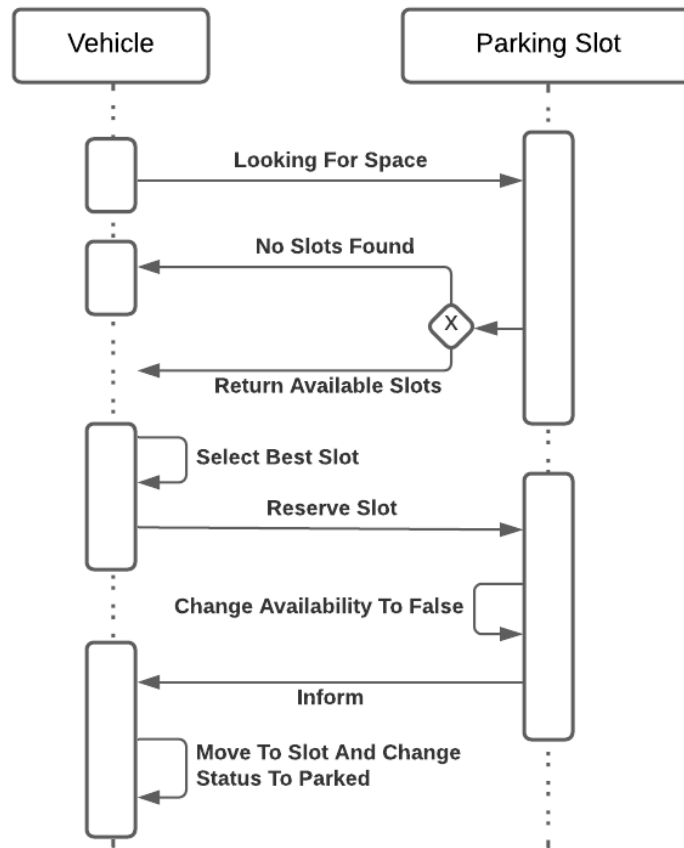 Vehicle
Parking Slot
Looking For Space
No Slots Found
X
Return Available Slots
Select Best Slot
Reserve Slot
Change Availability To False
Inform
Move To Slot And Change
Status To Parked